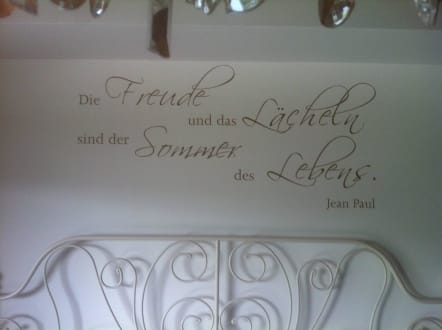 Die Freude
und das Lächeln
sind der Sommer
des Lebens.
Jean Paul